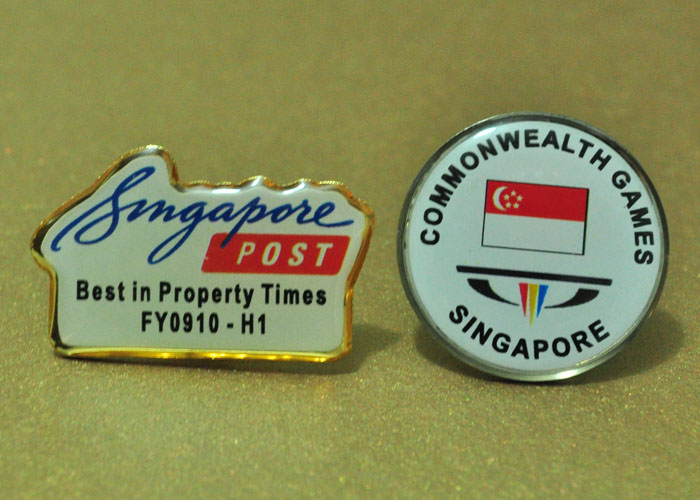 Singapore
POST
Best in Property Times
FY0910 - H1
COMMONWEALTH GAMES
SINGAPORE